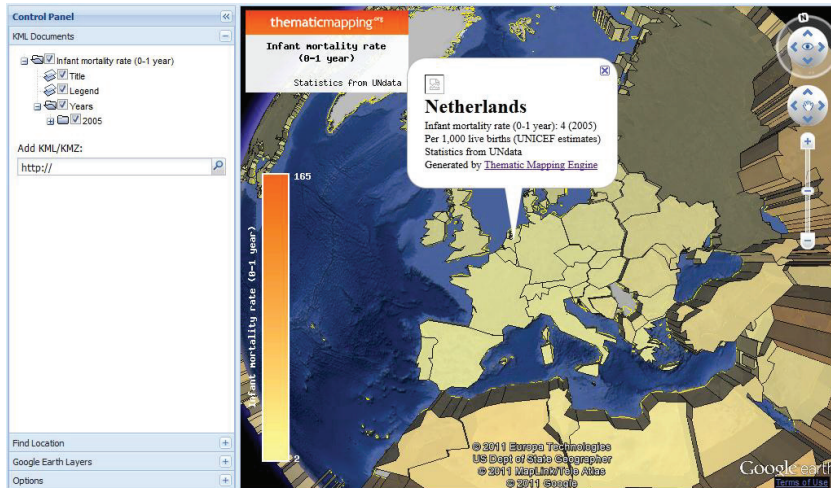 Control Panel
KML Documents
Infant mortality rate (0-1 year)
Title
Legend
Years
2005
Add KML/KMZ:
http://
Find Location
Google Earth Layers
Options
thematicmapping.org
Infant mortality rate
(0-1 year)
Statistics from UNdata
Netherlands
Infant mortality rate (0-1 year): 4 (2005)
Per 1,000 live births (UNICEF estimates)
Statistics from UNdata
Generated by Thematic Mapping Engine
N
165
Infant mortality rate (0-1 year)
2
© 2011 Europa Technologies
US Dept of State Geographer
© 2011 MapLink/Tele Atlas
© 2011 Google
Google earth
Terms of Use